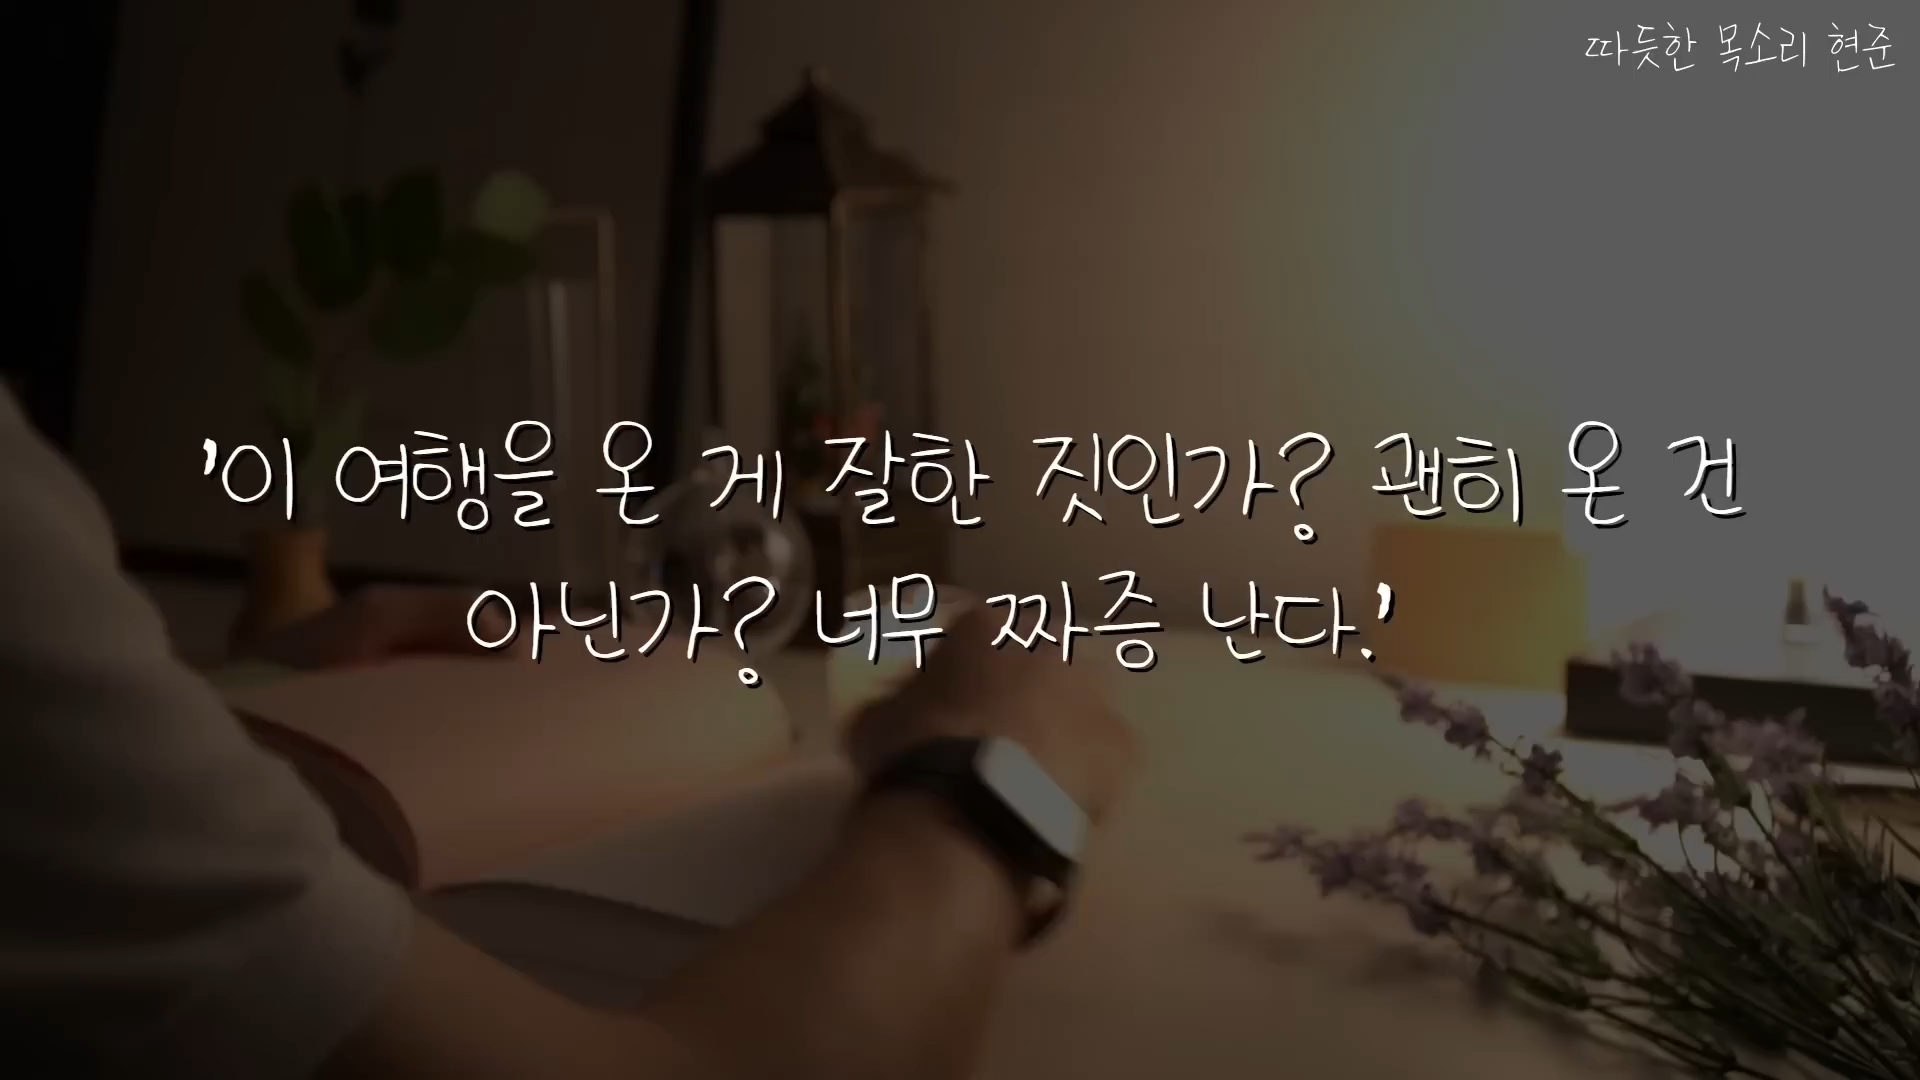 따듯한 목소리 현준
'이 여행을 온 게 잘한 짓인가? 괜히 온 건
아닌가? 너무 짜증 난다.'